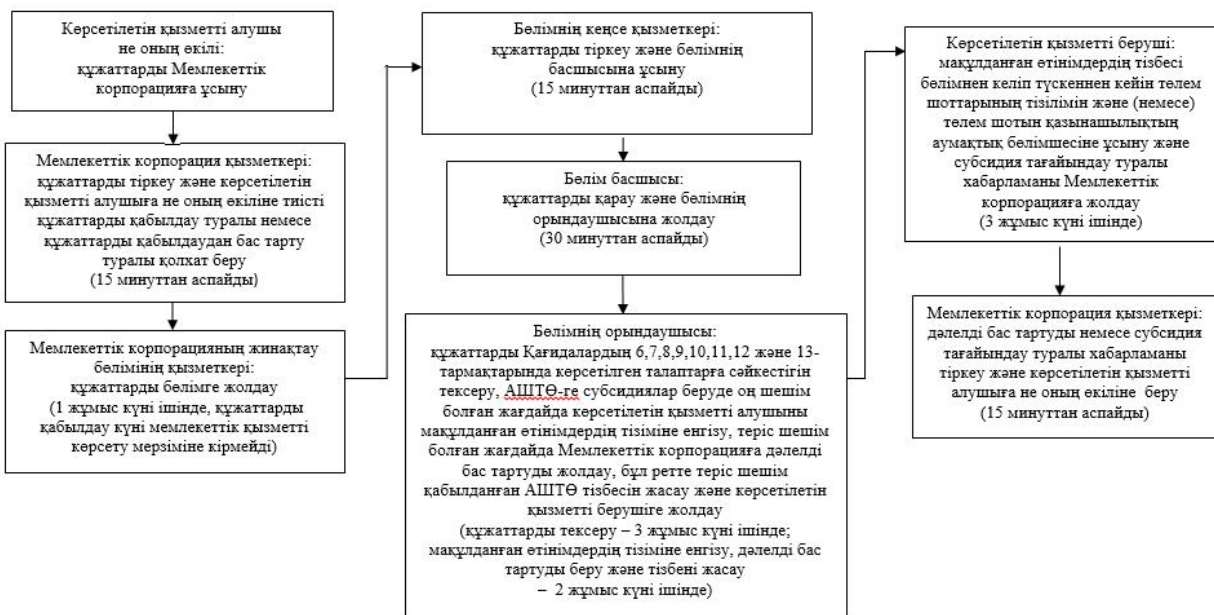 Көрсетілетін қызметті алушы
не оның өкілі:
құжаттарды Мемлекеттік
корпорацияға ұсыну
Мемлекеттік корпорация қызметкері:
құжаттарды тіркеу және көрсетілетін
қызметті алушыға не оның өкіліне тиісті
құжаттарды қабылдау туралы немесе
құжаттарды қабылдаудан бас тарту
туралы қолхат беру
(15 минуттан аспайды)
Мемлекеттік корпорацияның жинақтау
бөлімінің қызметкері:
құжаттарды бөлімге жолдау
(1 жұмыс күні ішінде, құжаттарды
қабылдау күні мемлекеттік қызметті
көрсету мерзіміне кірмейді)
Бөлімнің кеңсе қызметкері:
құжаттарды тіркеу және бөлімнің
басшысына ұсыну
(15 минуттан аспайды)
Бөлім басшысы:
құжаттарды қарау және бөлімнің
орындаушысына жолдау
(30 минуттан аспайды)
Бөлімнің орындаушысы:
құжаттарды Қағидалардың 6,7,8,9,10,11,12 және 13-
тармақтарында көрсетілген талаптарға сәйкестігін
тексеру, АШТӨ-ге субсидиялар беруде оң шешім
болған жағдайда көрсетілетін қызметті алушыны
мақұлданған өтінімдердің тізіміне енгізу, теріс шешім
болған жағдайда Мемлекеттік корпорацияға дәлелді
бас тартуды жолдау, бұл ретте теріс шешім
қабылданған АШТӨ тізбесін жасау және көрсетілетін
қызметті берушіге жолдау
(құжаттарды тексеру – 3 жұмыс күні ішінде;
мақұлданған өтінімдердің тізіміне енгізу, дәлелді бас
тартуды беру және тізбені жасау
– 2 жұмыс күні ішінде)
Көрсетілетін қызметті беруші:
мақұлданған өтінімдердің тізбесі
бөлімнен келіп түскеннен кейін төлем
шоттарының тізілімін және (немесе)
төлем шотын қазынашылықтың
аумақтық бөлімшесіне ұсыну және
субсидия тағайындау туралы
хабарламаны Мемлекеттік
корпорацияға жолдау
(3 жұмыс күні ішінде)
Мемлекеттік корпорация қызметкері:
дәлелді бас тартуды немесе субсидия
тағайындау туралы хабарламаны
тіркеу және көрсетілетін қызметті
алушыға не оның өкіліне беру
(15 минуттан аспайды)